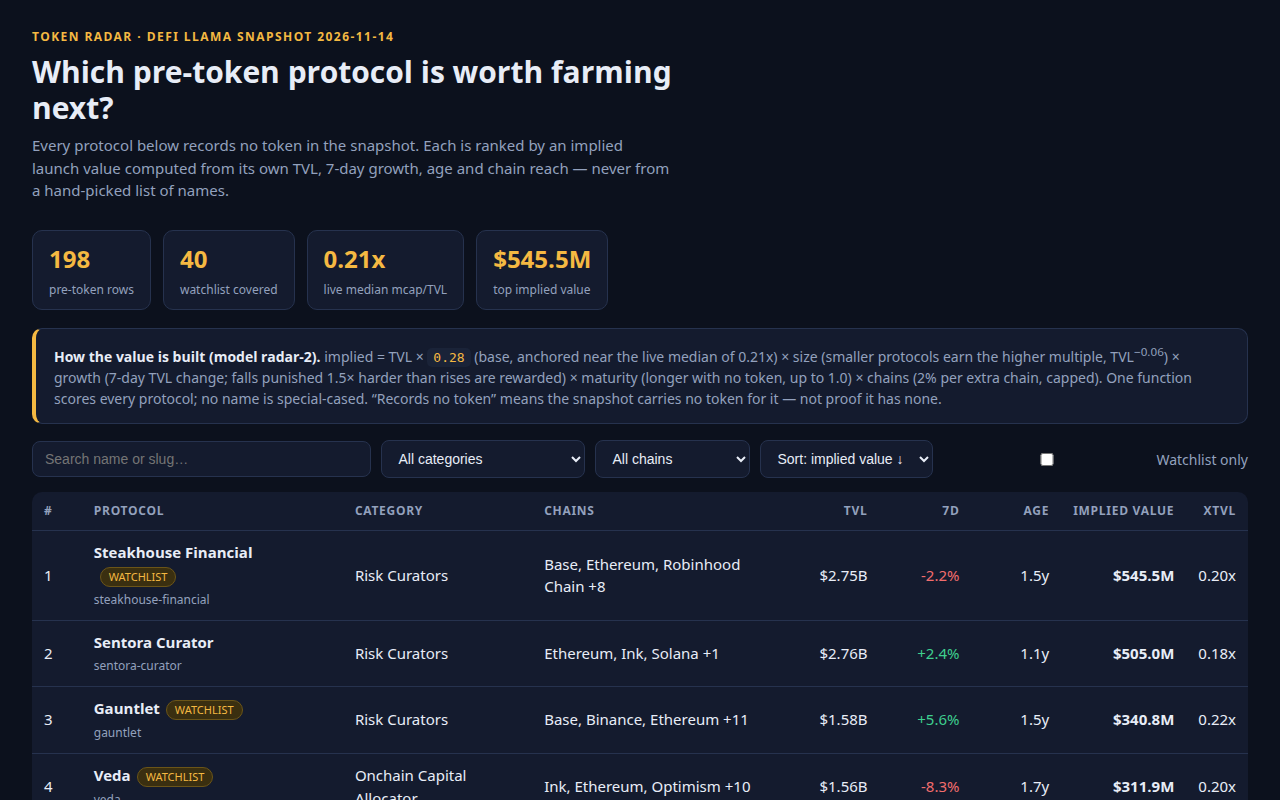 TOKEN RADAR · DEFI LLAMA SNAPSHOT 2026-11-14
Which pre-token protocol is worth farming
next?
Every protocol below records no token in the snapshot. Each is ranked by an implied
launch value computed from its own TVL, 7-day growth, age and chain reach — never from
a hand-picked list of names.
198 40 0.21x $545.5M
pre-token rows watchlist covered live median mcap/TVL top implied value
How the value is built (model radar-2). implied = TVL × 0.28 (base, anchored near the live median of 0.21x) × size (smaller protocols earn the higher multiple, TVL⁻⁰·⁰⁶) ×
growth (7-day TVL change; falls punished 1.5× harder than rises are rewarded) × maturity (longer with no token, up to 1.0) × chains (2% per extra chain, capped). One function
scores every protocol; no name is special-cased. “Records no token” means the snapshot carries no token for it — not proof it has none.
Search name or slug… All categories All chains Sort: implied value ↓ Watchlist only
# PROTOCOL CATEGORY CHAINS TVL 7D AGE IMPLIED VALUE XTVL
1 Steakhouse Financial WATCHLIST steakhouse-financial Risk Curators Base, Ethereum, Robinhood Chain +8 $2.75B -2.2% 1.5y $545.5M 0.20x
2 Sentora Curator sentora-curator Risk Curators Ethereum, Ink, Solana +1 $2.76B +2.4% 1.1y $505.0M 0.18x
3 Gauntlet WATCHLIST gauntlet Risk Curators Base, Binance, Ethereum +11 $1.58B +5.6% 1.5y $340.8M 0.22x
4 Veda WATCHLIST veda Onchain Capital Allocator Ink, Ethereum, Optimism +10 $1.56B -8.3% 1.7y $311.9M 0.20x